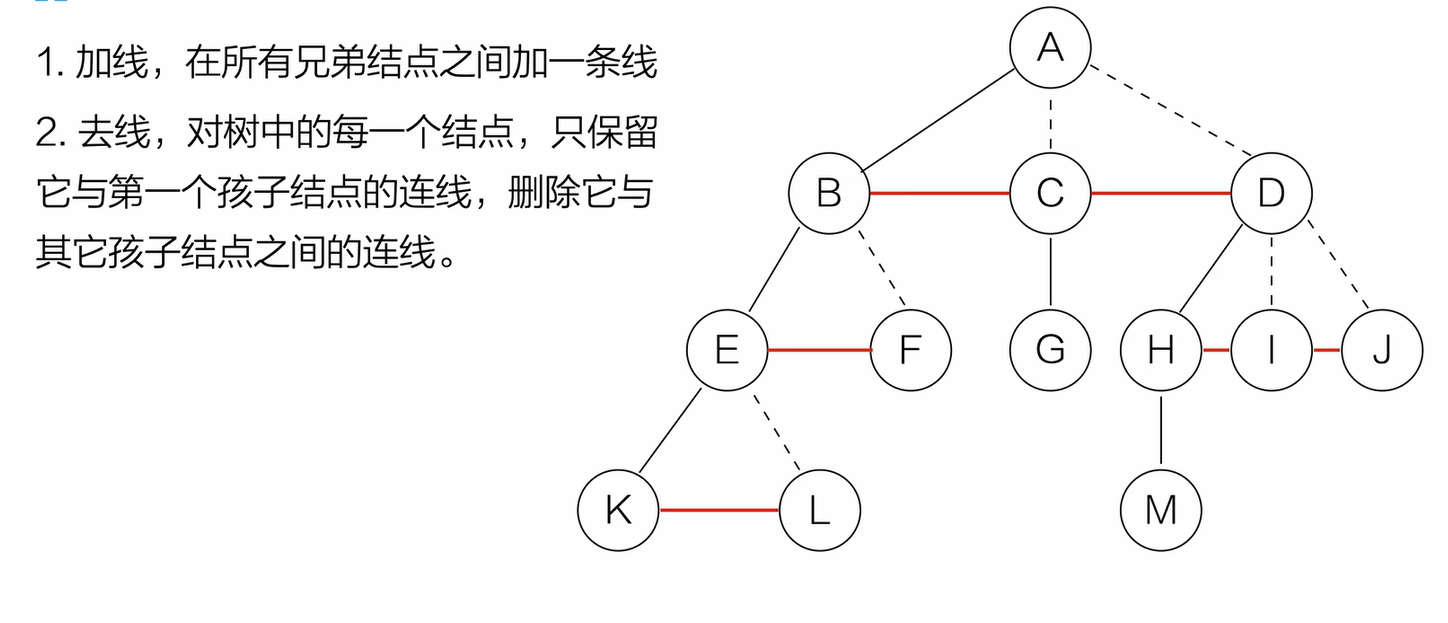 1. 加线，在所有兄弟结点之间加一条线
2. 去线，对树中的每一个结点，只保留
它与第一个孩子结点的连线，删除它与
其它孩子结点之间的连线。
A
B C D
E F G H I J
K L M